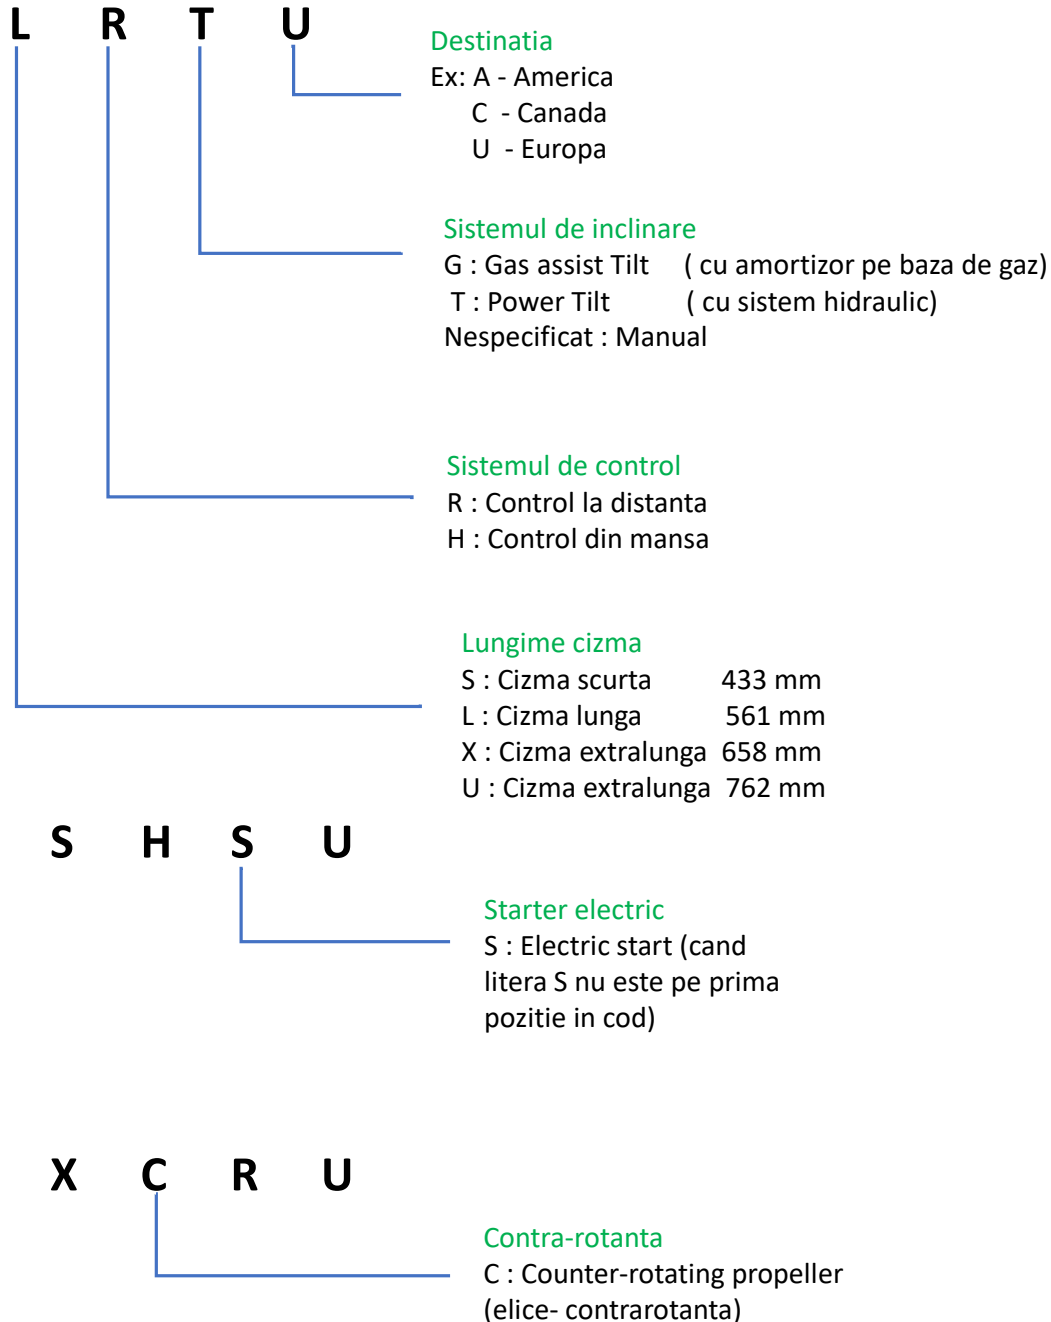 L R T U
Destinatia
Ex: A - America
C - Canada
U - Europa
Sistemul de inclinare
G : Gas assist Tilt ( cu amortizor pe baza de gaz)
T : Power Tilt ( cu sistem hidraulic)
Nespecificat : Manual
Sistemul de control
R : Control la distanta
H : Control din mansa
Lungime cizma
S : Cizma scurta 433 mm
L : Cizma lunga 561 mm
X : Cizma extralunga 658 mm
U : Cizma extralunga 762 mm
S H S U
Starter electric
S : Electric start (cand
litera S nu este pe prima
pozitie in cod)
X C R U
Contra-rotanta
C : Counter-rotating propeller
(elice- contrarotanta)